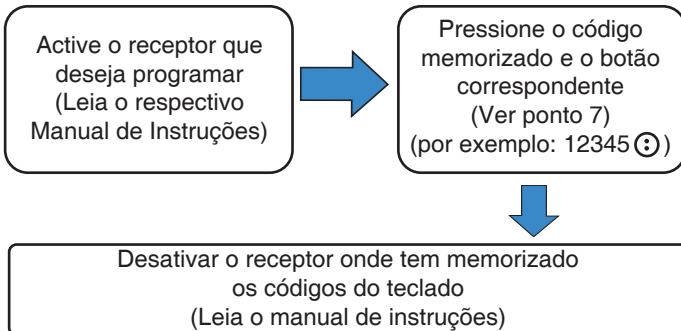 Active o receptor que
deseja programar
(Leia o respectivo
Manual de Instruções)
Pressione o código
memorizado e o botão
correspondente
(Ver ponto 7)
(por exemplo: 12345 : )
Desativar o receptor onde tem memorizado
os códigos do teclado
(Leia o manual de instruções)